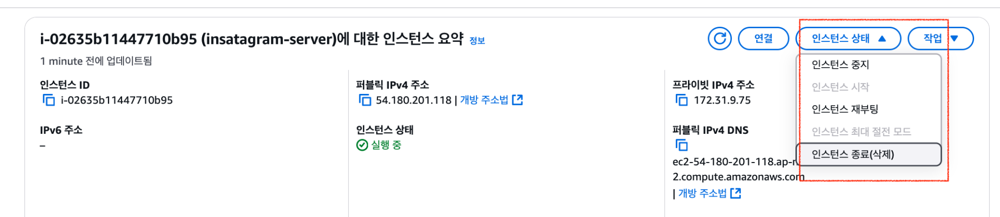 i-02635b11447710b95 (insatagram-server)에 대한 인스턴스 요약 정보
연결
인스턴스 상태
작업
1 minute 전에 업데이트됨
인스턴스 중지
인스턴스 시작
인스턴스 재부팅
인스턴스 최대 절전 모드
인스턴스 종료(삭제)
인스턴스 ID
i-02635b11447710b95
퍼블릭 IPv4 주소
54.180.201.118 | 개방 주소법
프라이빗 IPv4 주소
172.31.9.75
IPv6 주소
–
인스턴스 상태
실행 중
퍼블릭 IPv4 DNS
ec2-54-180-201-118.ap-
2.compute.amazonaws.com
| 개방 주소법